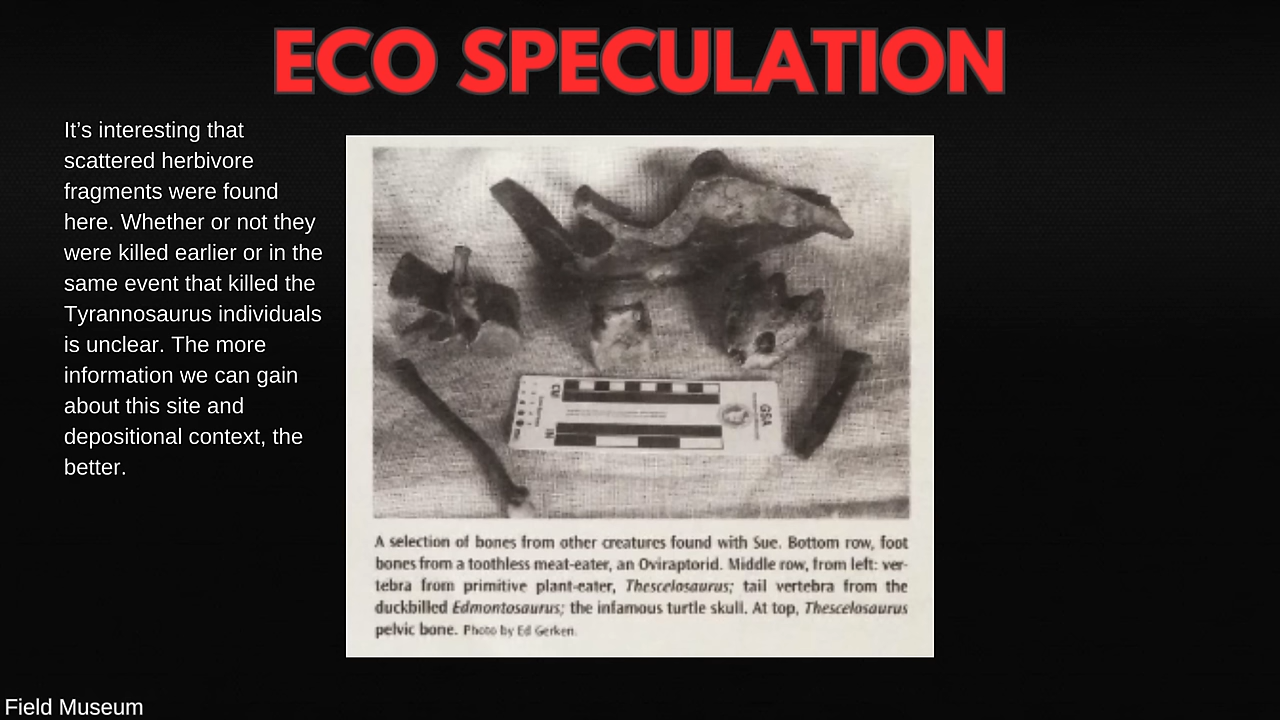 ECO SPECULATION
It's interesting that
scattered herbivore
fragments were found
here. Whether or not they
were killed earlier or in the
same event that killed the
Tyrannosaurus individuals
is unclear. The more
information we can gain
about this site and
depositional context, the
better.
CM
IN
GSA
A selection of bones from other creatures found with Sue. Bottom row, foot
bones from a toothless meat-eater, an Oviraptorid. Middle row, from left: ver-
tebra from primitive plant-eater, Thescelosaurus; tail vertebra from the
duckbilled Edmontosaurus; the infamous turtle skull. At top, Thescelosaurus
pelvic bone. Photo by Ed Gerken.
Field Museum